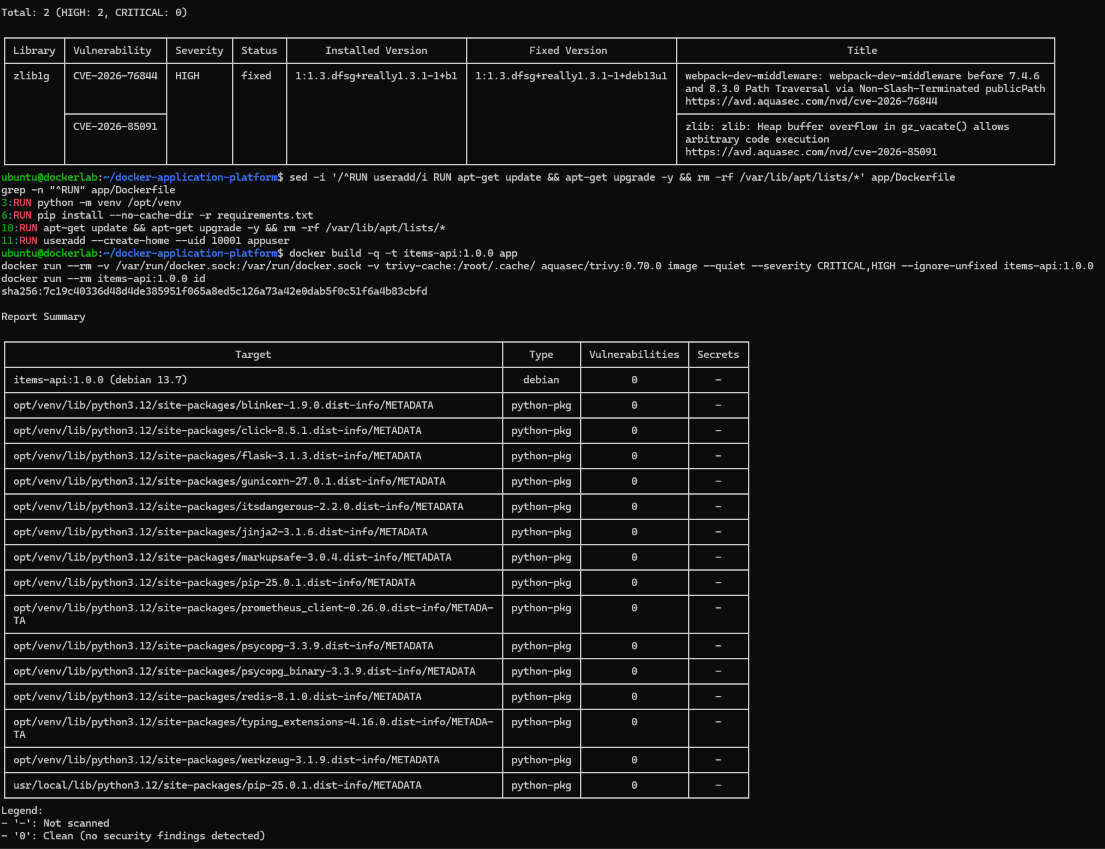 Total: 2 (HIGH: 2, CRITICAL: 0)
Library Vulnerability Severity Status Installed Version Fixed Version Title
zlib1g CVE-2026-76844 HIGH fixed 1:1.3.dfsg+really1.3.1-1+b1 1:1.3.dfsg+really1.3.1-1+deb13u1 webpack-dev-middleware: webpack-dev-middleware before 7.4.6
and 8.3.0 Path Traversal via Non-Slash-Terminated publicPath
https://avd.aquasec.com/nvd/cve-2026-76844
CVE-2026-85091 zlib: zlib: Heap buffer overflow in gz_vacate() allows
arbitrary code execution
https://avd.aquasec.com/nvd/cve-2026-85091
ubuntu@dockerlab:~/docker-application-platform$ sed -i '/^RUN useradd/i RUN apt-get update && apt-get upgrade -y && rm -rf /var/lib/apt/lists/*' app/Dockerfile
grep -n "^RUN" app/Dockerfile
3:RUN python -m venv /opt/venv
6:RUN pip install --no-cache-dir -r requirements.txt
10:RUN apt-get update && apt-get upgrade -y && rm -rf /var/lib/apt/lists/*
11:RUN useradd --create-home --uid 10001 appuser
ubuntu@dockerlab:~/docker-application-platform$ docker build -q -t items-api:1.0.0 app
docker run --rm -v /var/run/docker.sock:/var/run/docker.sock -v trivy-cache:/root/.cache/ aquasec/trivy:0.70.0 image --quiet --severity CRITICAL,HIGH --ignore-unfixed items-api:1.0.0
docker run --rm items-api:1.0.0 id
sha256:7c19c40336d48d4de385951f065a8ed5c126a73a42e0dab5f0c51f6a4b83cbfd
Report Summary
Target Type Vulnerabilities Secrets
items-api:1.0.0 (debian 13.7) debian 0 -
opt/venv/lib/python3.12/site-packages/blinker-1.9.0.dist-info/METADATA python-pkg 0 -
opt/venv/lib/python3.12/site-packages/click-8.5.1.dist-info/METADATA python-pkg 0 -
opt/venv/lib/python3.12/site-packages/flask-3.1.3.dist-info/METADATA python-pkg 0 -
opt/venv/lib/python3.12/site-packages/gunicorn-27.0.1.dist-info/METADATA python-pkg 0 -
opt/venv/lib/python3.12/site-packages/itsdangerous-2.2.0.dist-info/METADATA python-pkg 0 -
opt/venv/lib/python3.12/site-packages/jinja2-3.1.6.dist-info/METADATA python-pkg 0 -
opt/venv/lib/python3.12/site-packages/markupsafe-3.0.4.dist-info/METADATA python-pkg 0 -
opt/venv/lib/python3.12/site-packages/pip-25.0.1.dist-info/METADATA python-pkg 0 -
opt/venv/lib/python3.12/site-packages/prometheus_client-0.26.0.dist-info/METADA- python-pkg 0 -
TA
opt/venv/lib/python3.12/site-packages/psycopg-3.3.9.dist-info/METADATA python-pkg 0 -
opt/venv/lib/python3.12/site-packages/psycopg_binary-3.3.9.dist-info/METADATA python-pkg 0 -
opt/venv/lib/python3.12/site-packages/redis-8.1.0.dist-info/METADATA python-pkg 0 -
opt/venv/lib/python3.12/site-packages/typing_extensions-4.16.0.dist-info/METADA- python-pkg 0 -
TA
opt/venv/lib/python3.12/site-packages/werkzeug-3.1.9.dist-info/METADATA python-pkg 0 -
usr/local/lib/python3.12/site-packages/pip-25.0.1.dist-info/METADATA python-pkg 0 -
Legend:
- '-': Not scanned
- '0': Clean (no security findings detected)